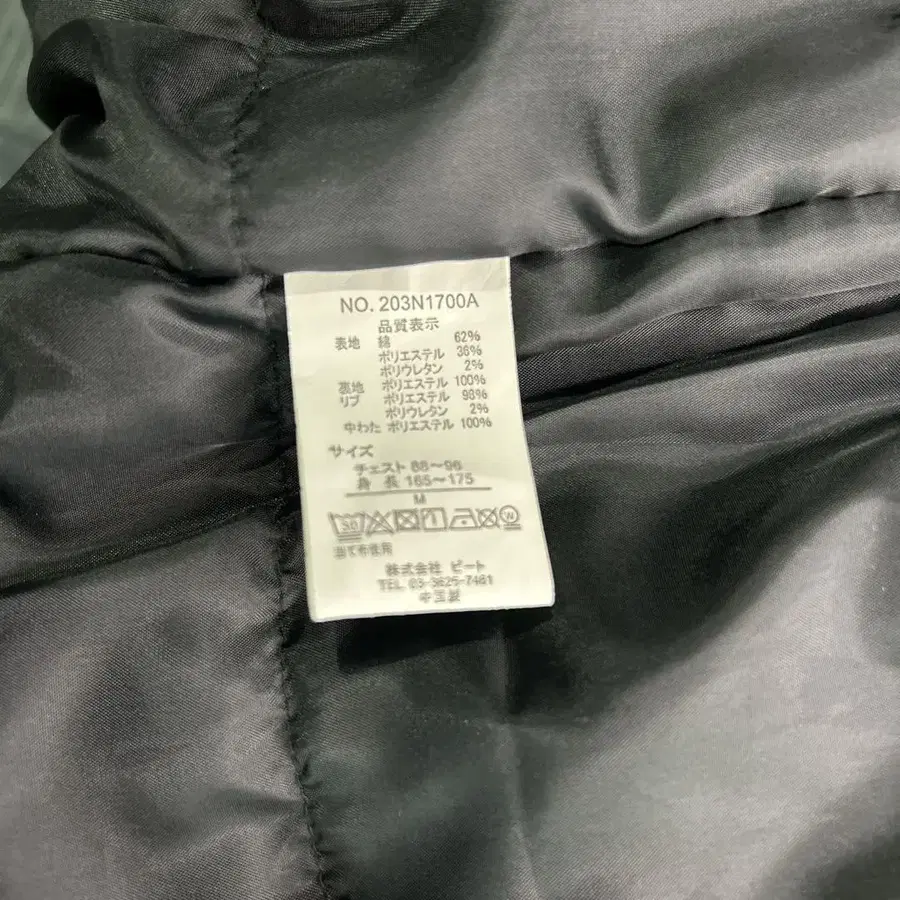 NO. 203N1700A
品質表示
表地 綿 62%
ポリエステル 36%
ポリウレタン 2%
裏地 ポリエステル 100%
リブ ポリエステル 98%
ポリウレタン 2%
中わた ポリエステル 100%
サイズ
チェスト 88～96
身長 165～175
M
当て布使用
株式会社 ビート
TEL 03-3625-7461
中国製